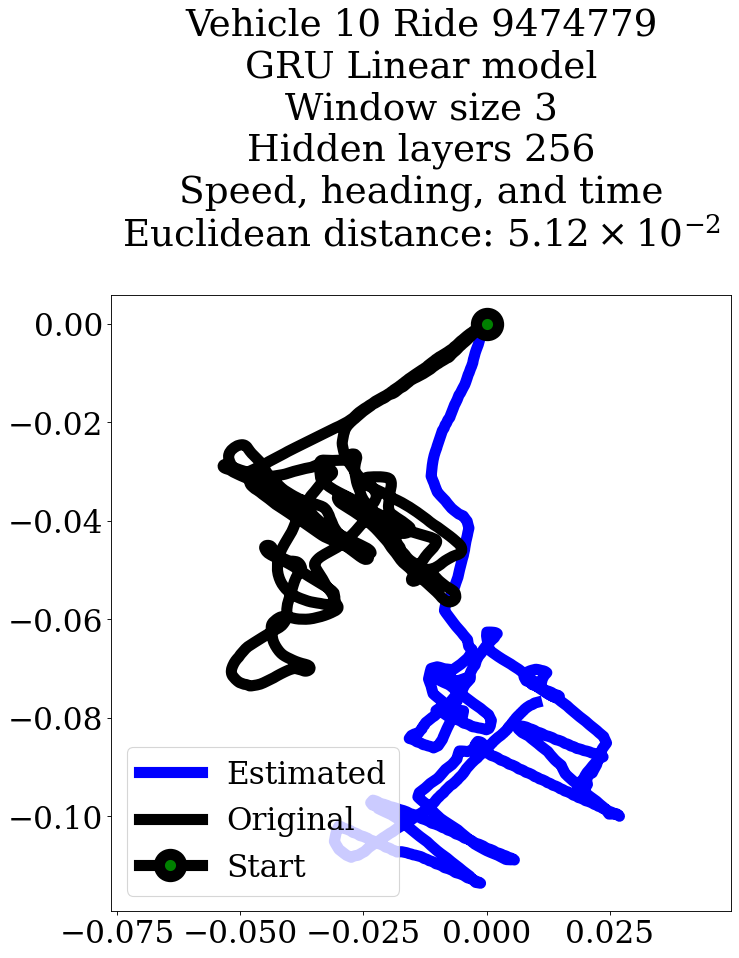 Vehicle 10 Ride 9474779
GRU Linear model
Window size 3
Hidden layers 256
Speed, heading, and time
Euclidean distance: 5.12 × 10⁻²
0.00
−0.02
−0.04
−0.06
−0.08
−0.10
Estimated
Original
Start
−0.075 −0.050 −0.025 0.000 0.025